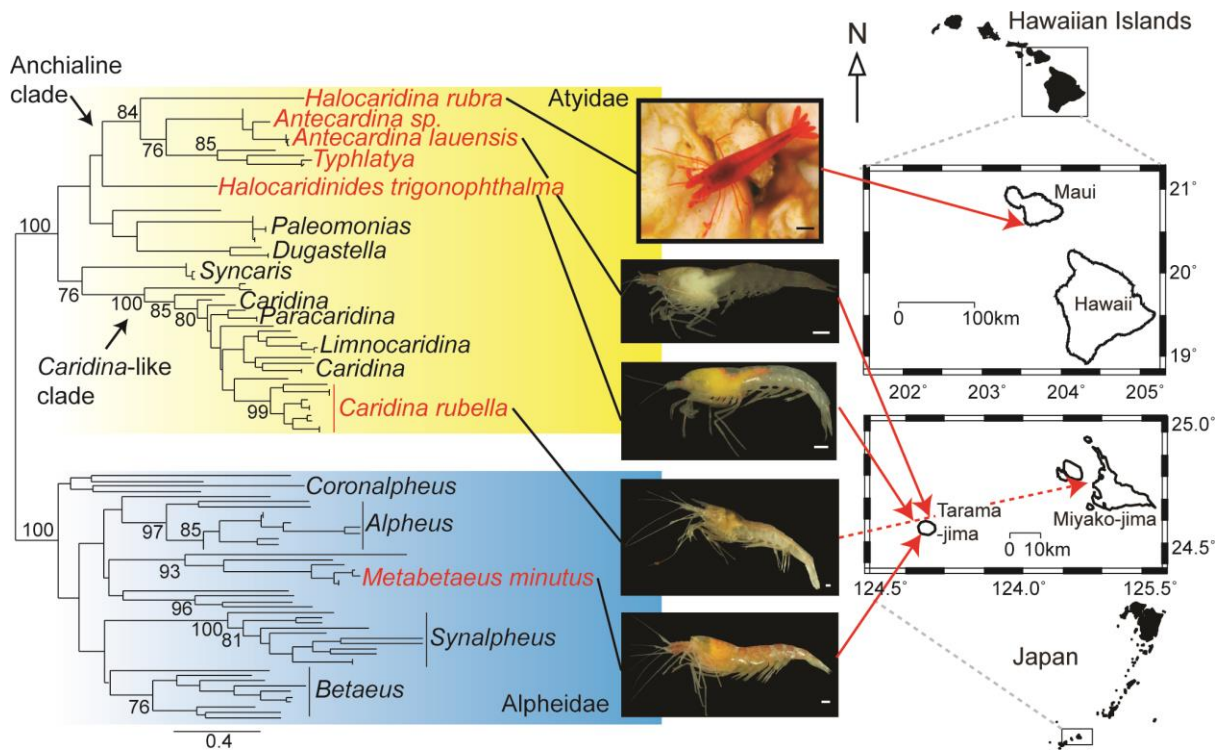 Anchialine
clade
84
Halocaridina rubra
Atyidae
Antecardina sp.
Antecardina lauensis
76
85
Typhlatya
Halocaridinides trigonophthalma
100
Paleomonias
Dugastella
Syncaris
76
100
85
80
Caridina
Paracaridina
Limnocaridina
Caridina
Caridina-like
clade
99
Caridina rubella
100
Coronalpheus
97
85
Alpheus
93
Metabetaeus minutus
96
100
81
Synalpheus
Betaeus
76
Alpheidae
0.4
N
Hawaiian Islands
Maui
Hawaii
0
100km
21°
20°
19°
202°
203°
204°
205°
25.0°
24.5°
Tarama
-jima
Miyako-jima
0 10km
124.5°
124.0°
125.5°
Japan